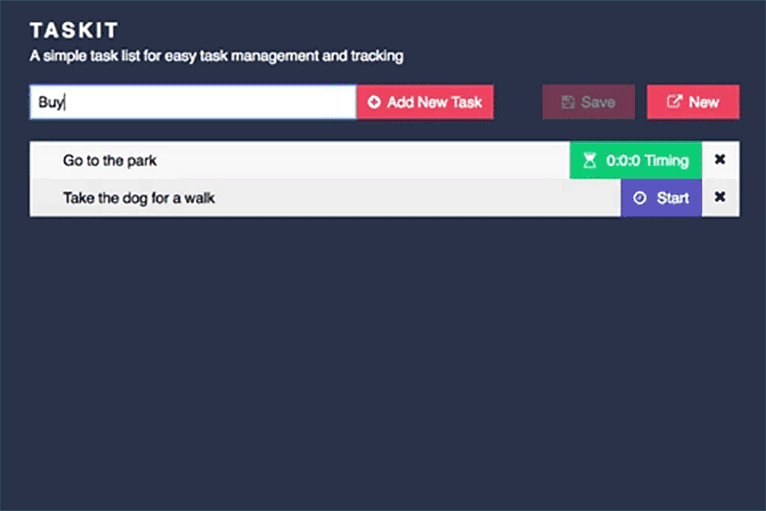 TASKIT
A simple task list for easy task management and tracking
Buy
Add New Task
Save
New
Go to the park
0:0:0 Timing
Take the dog for a walk
Start